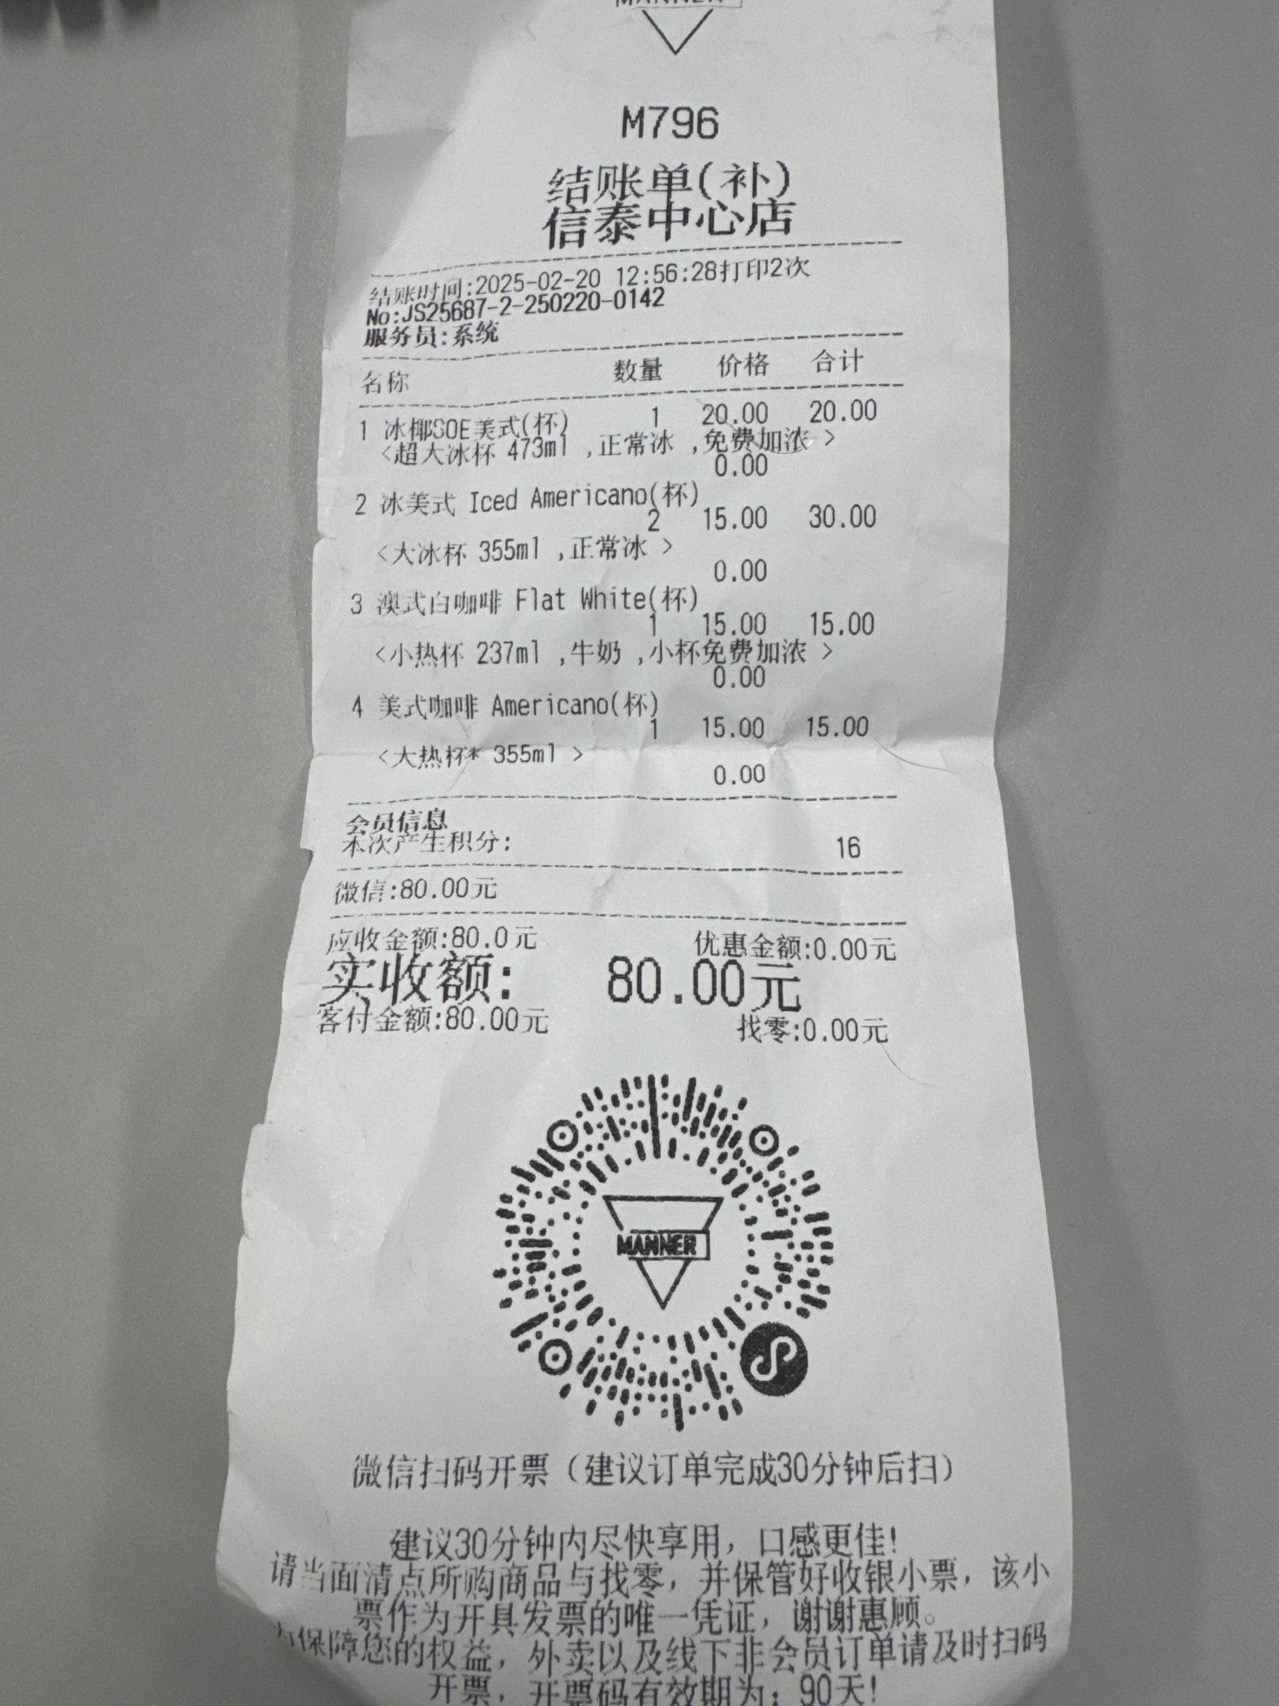 MANNER
M796
结账单(补)
信泰中心店
结账时间:2025-02-20 12:56:28打印2次
No:JS25687-2-250220-0142
服务员:系统
名称 数量 价格 合计
1 冰椰SOE美式(杯) 1 20.00 20.00
<超大冰杯 473ml ,正常冰 ,免费加浓 >
0.00
2 冰美式 Iced Americano(杯)
2 15.00 30.00
<大冰杯 355ml ,正常冰 >
0.00
3 澳式白咖啡 Flat White(杯)
1 15.00 15.00
<小热杯 237ml ,牛奶 ,小杯免费加浓 >
0.00
4 美式咖啡 Americano(杯)
1 15.00 15.00
<大热杯* 355ml >
0.00
会员信息
本次产生积分: 16
微信:80.00元
应收金额:80.0元 优惠金额:0.00元
实收额: 80.00元
客付金额:80.00元 找零:0.00元
MANNER
微信扫码开票（建议订单完成30分钟后扫）
建议30分钟内尽快享用，口感更佳!
请当面清点所购商品与找零，并保管好收银小票，该小
票作为开具发票的唯一凭证，谢谢惠顾。
为保障您的权益，外卖以及线下非会员订单请及时扫码
开票，开票码有效期为：90天!